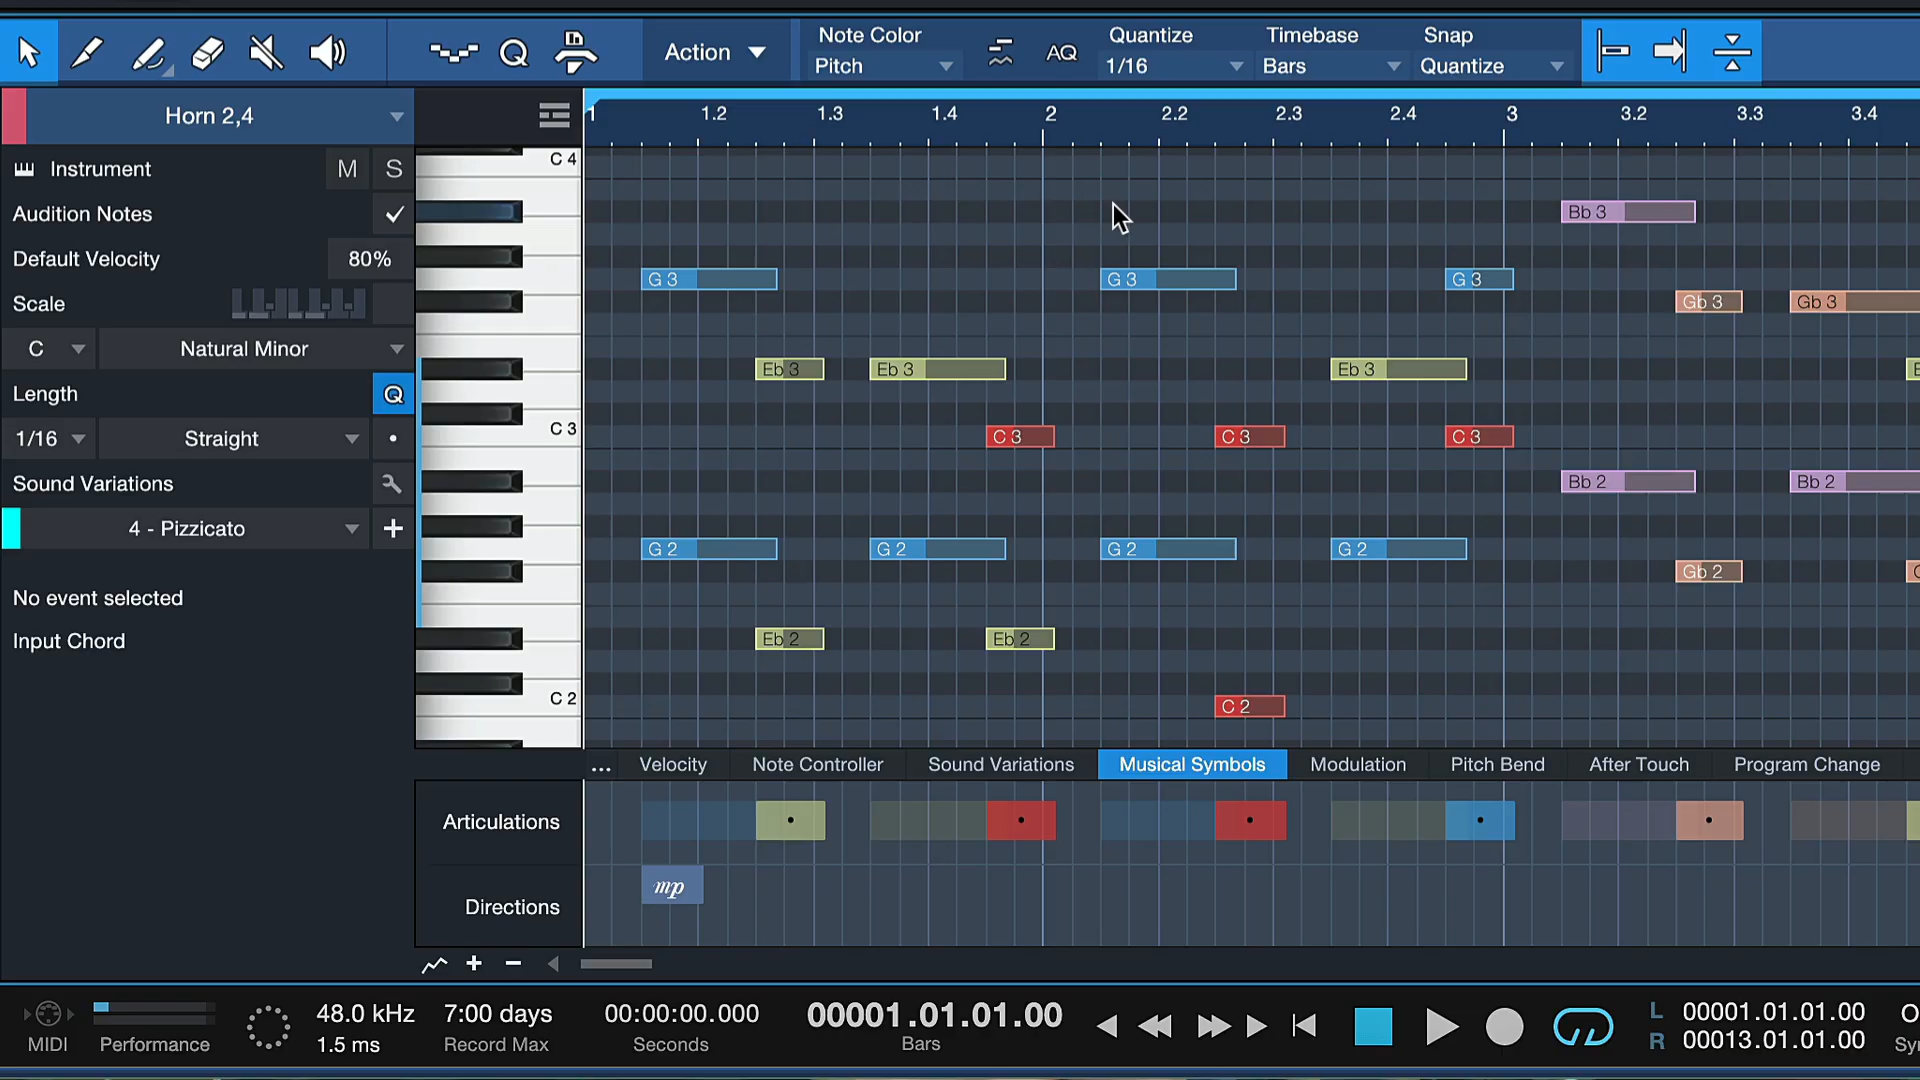 Action
Note Color
Pitch
AQ
Quantize
1/16
Timebase
Bars
Snap
Quantize
Horn 2,4
1 1.2 1.3 1.4 2 2.2 2.3 2.4 3 3.2 3.3 3.4
Instrument M S
Audition Notes
Default Velocity 80%
Scale
C Natural Minor
Length Q
1/16 Straight
Sound Variations
4 - Pizzicato +
No event selected
Input Chord
C 4
C 3
C 2
Bb 3
G 3 G 3 G 3
Gb 3 Gb 3
Eb 3 Eb 3 Eb 3
C 3 C 3 C 3
Bb 2 Bb 2
G 2 G 2 G 2 G 2
Gb 2
Eb 2 Eb 2
C 2
... Velocity Note Controller Sound Variations Musical Symbols Modulation Pitch Bend After Touch Program Change
Articulations
mp
Directions
MIDI
Performance
48.0 kHz
1.5 ms
7:00 days
Record Max
00:00:00.000
Seconds
00001.01.01.00
Bars
L 00001.01.01.00
R 00013.01.01.00